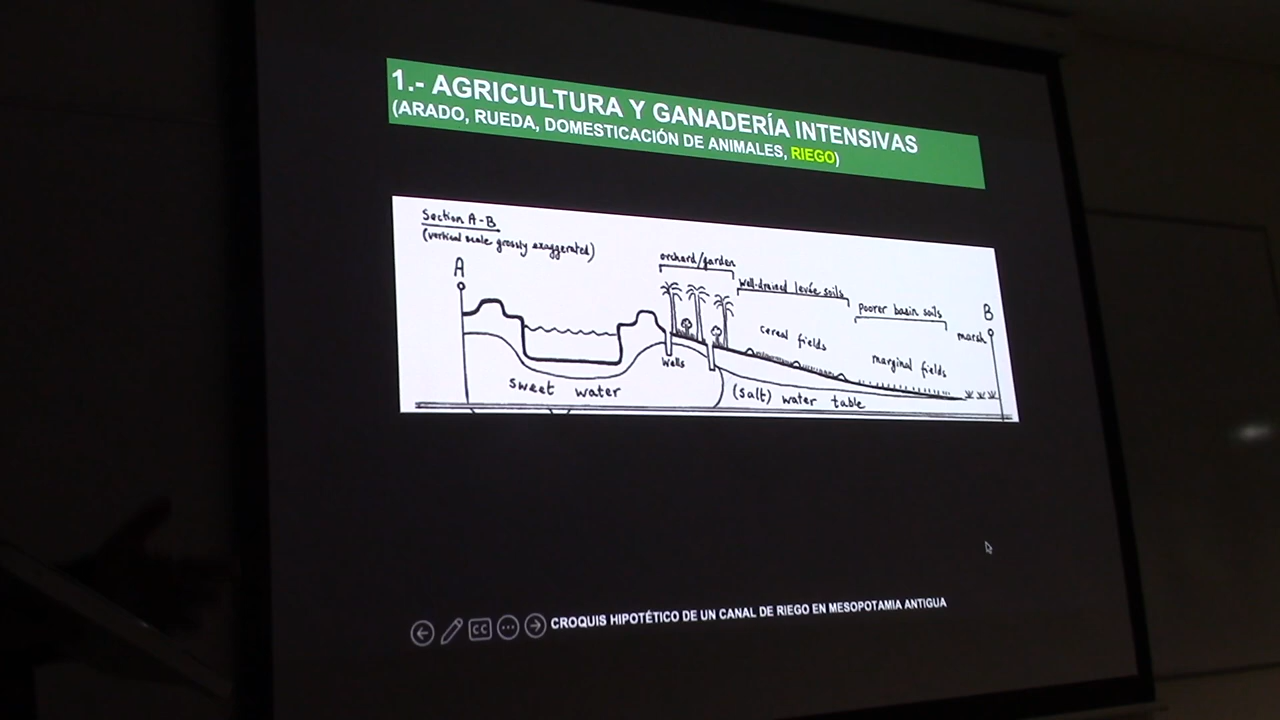 1.- AGRICULTURA Y GANADERÍA INTENSIVAS
(ARADO, RUEDA, DOMESTICACIÓN DE ANIMALES, RIEGO)
Section A-B
(vertical scale grossly exaggerated)
A
orchard/garden
well-drained levée soils
poorer basin soils
B
marsh
cereal fields
marginal fields
wells
sweet water
(salt) water table
CC
CROQUIS HIPOTÉTICO DE UN CANAL DE RIEGO EN MESOPOTAMIA ANTIGUA